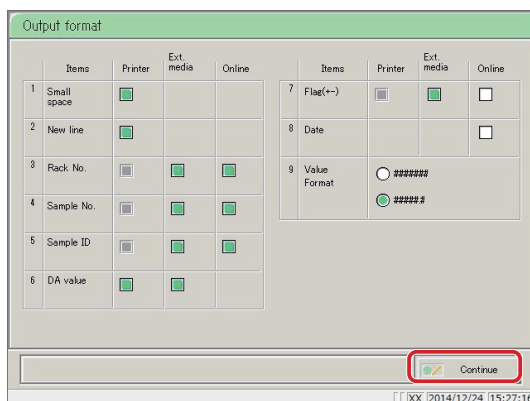 Output format
Items Printer Ext. media Online
1 Small space
2 New line
3 Rack No.
4 Sample No.
5 Sample ID
6 DA value
Items Printer Ext. media Online
7 Flag(+-)
8 Date
9 Value Format
#######
######.#
Continue
XX 2014/12/24 15:27:16